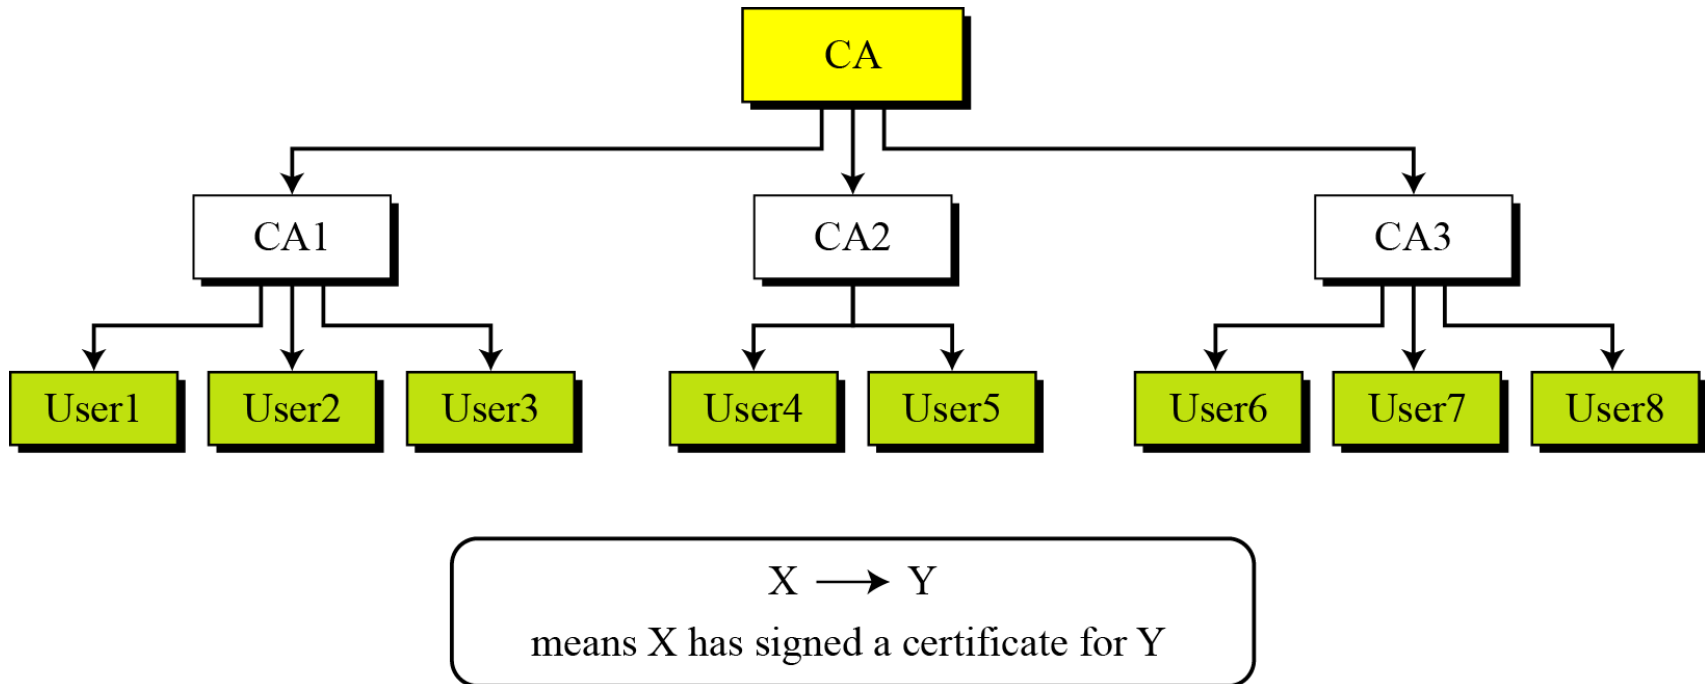 CA
CA1
CA2
CA3
User1
User2
User3
User4
User5
User6
User7
User8
X → Y
means X has signed a certificate for Y